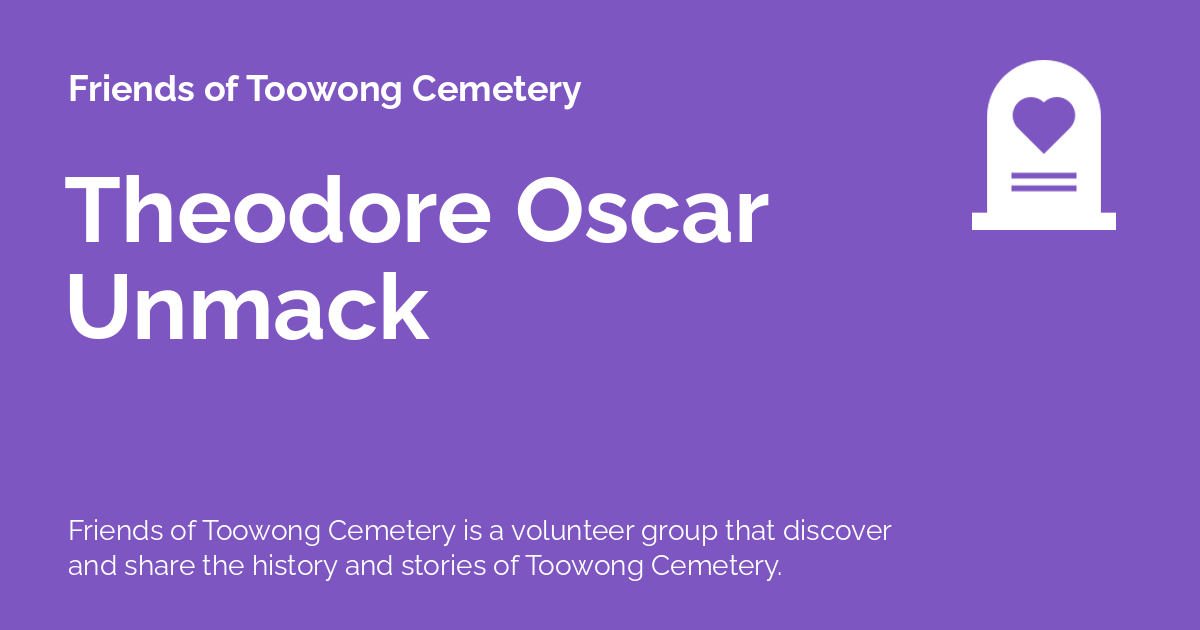 Friends of Toowong Cemetery
Theodore Oscar
Unmack
Friends of Toowong Cemetery is a volunteer group that discover
and share the history and stories of Toowong Cemetery.